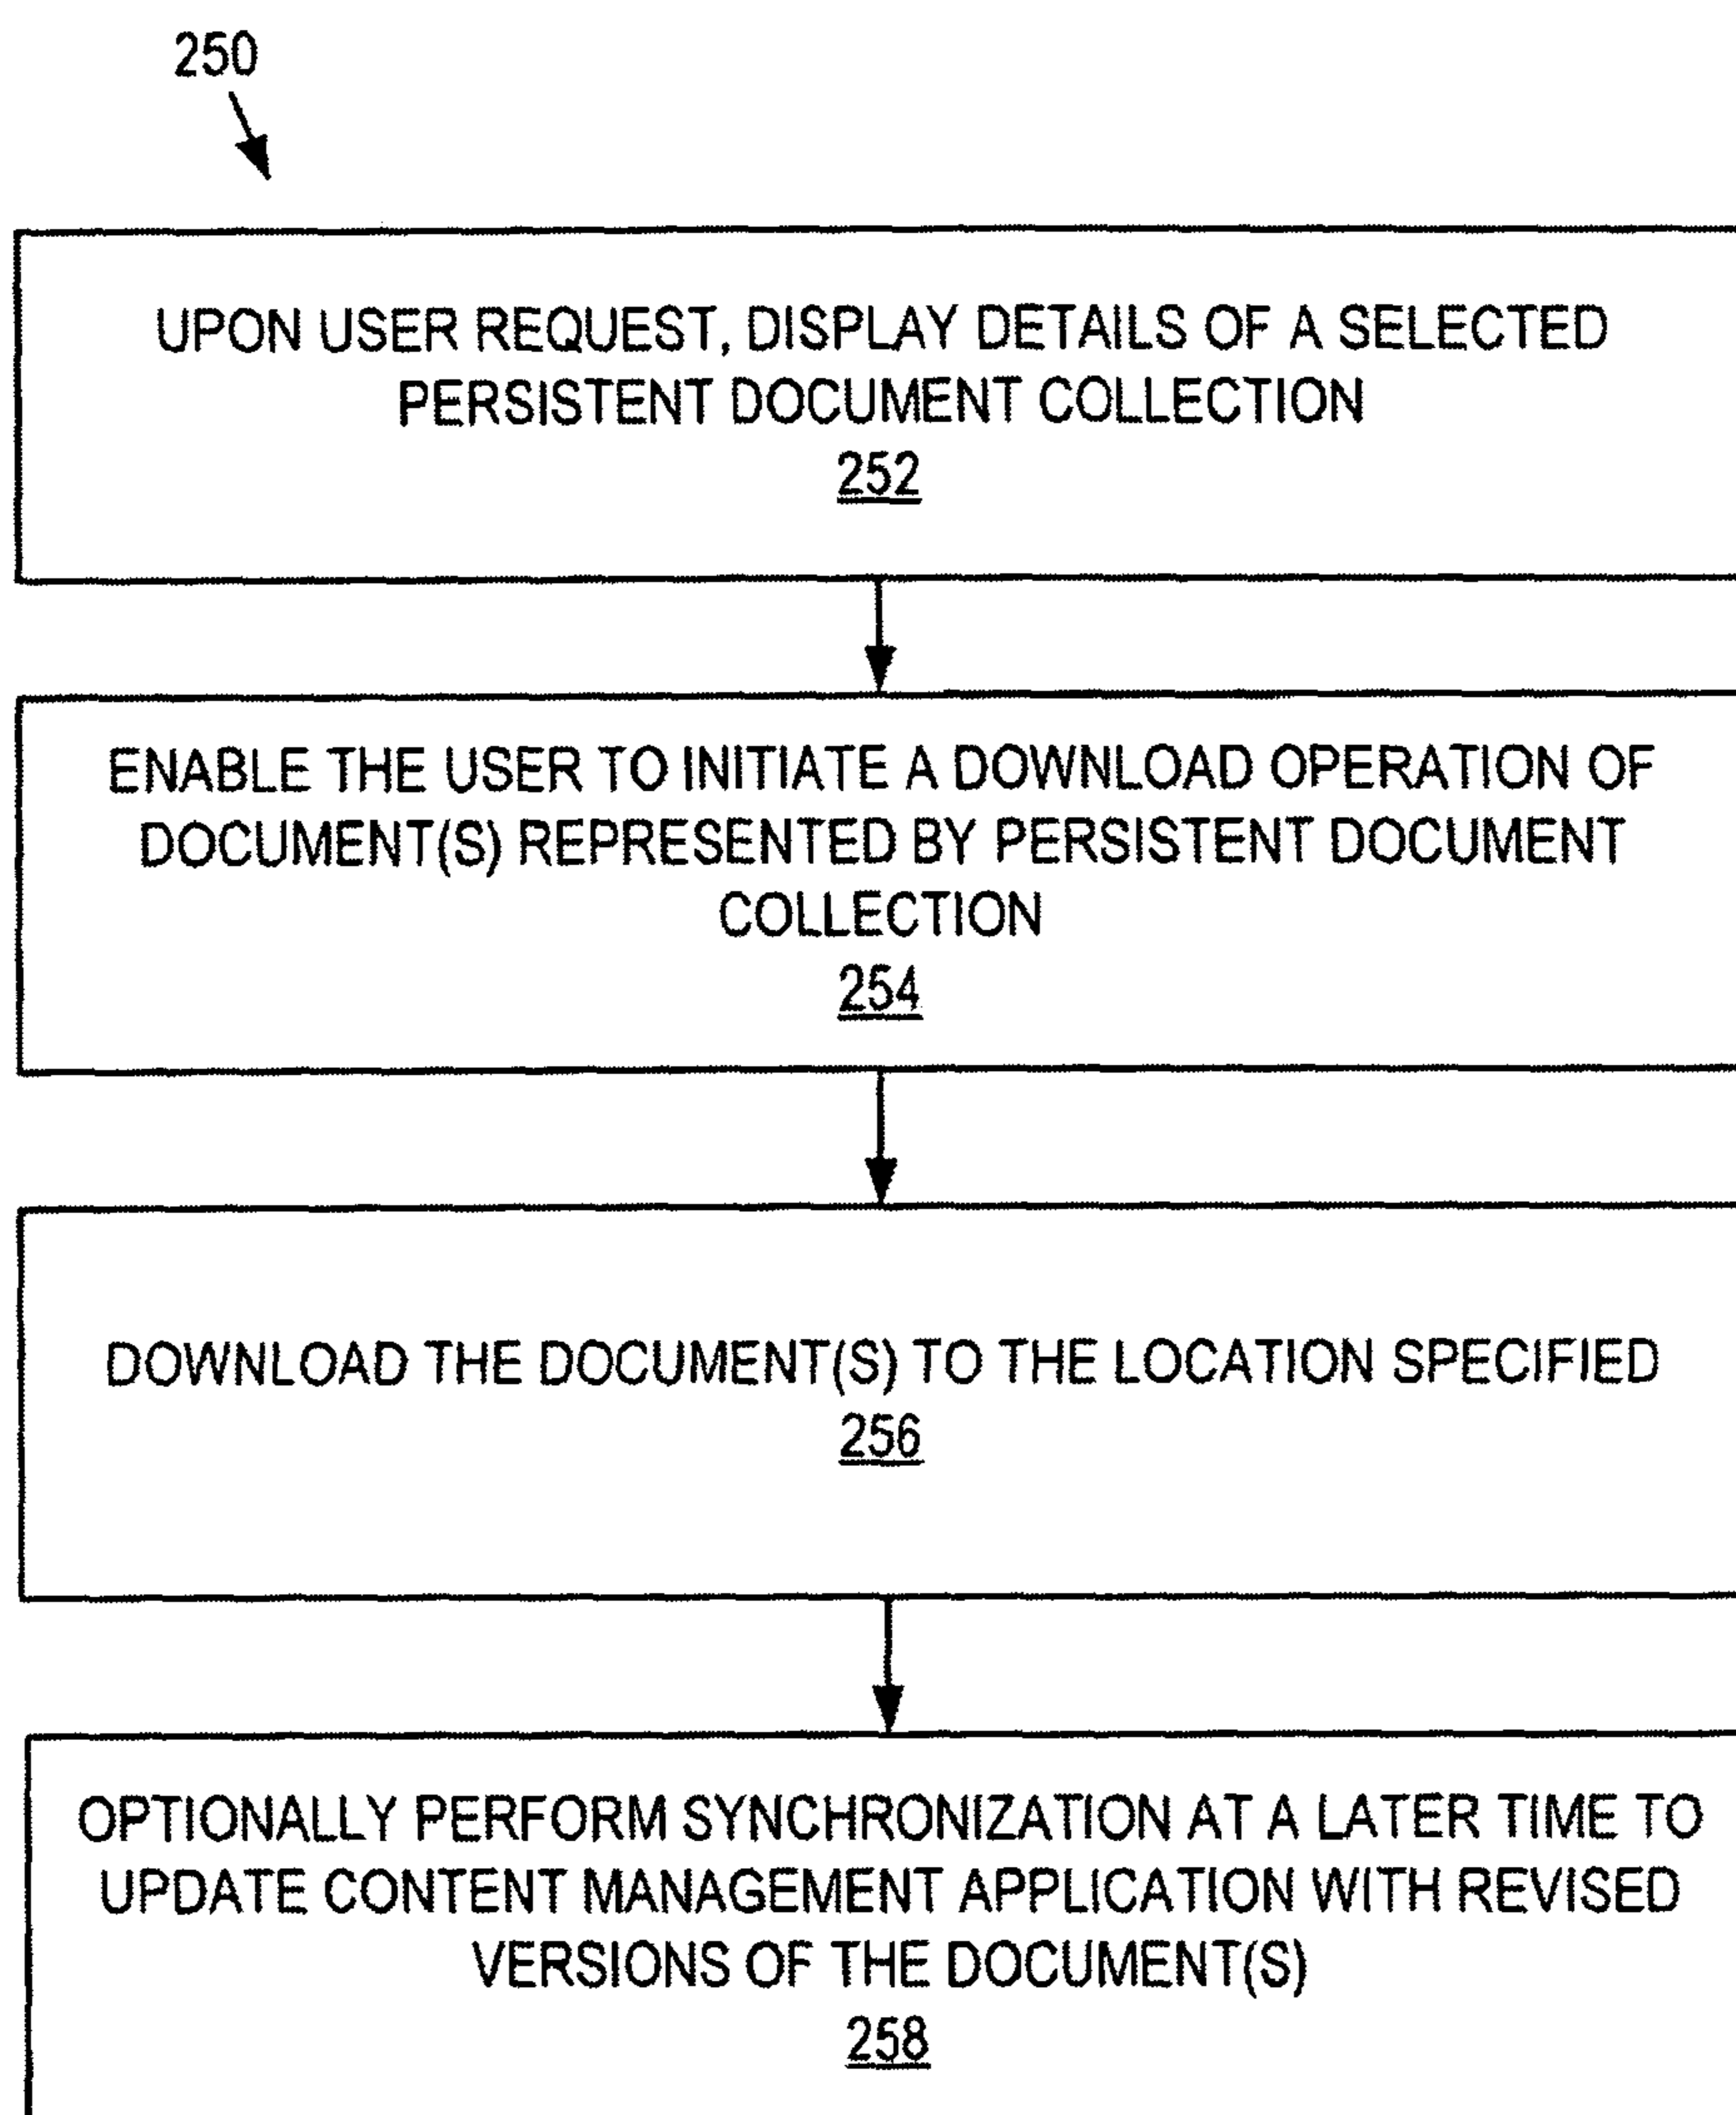 250
UPON USER REQUEST, DISPLAY DETAILS OF A SELECTED
PERSISTENT DOCUMENT COLLECTION
252
ENABLE THE USER TO INITIATE A DOWNLOAD OPERATION OF
DOCUMENT(S) REPRESENTED BY PERSISTENT DOCUMENT
COLLECTION
254
DOWNLOAD THE DOCUMENT(S) TO THE LOCATION SPECIFIED
256
OPTIONALLY PERFORM SYNCHRONIZATION AT A LATER TIME TO
UPDATE CONTENT MANAGEMENT APPLICATION WITH REVISED
VERSIONS OF THE DOCUMENT(S)
258